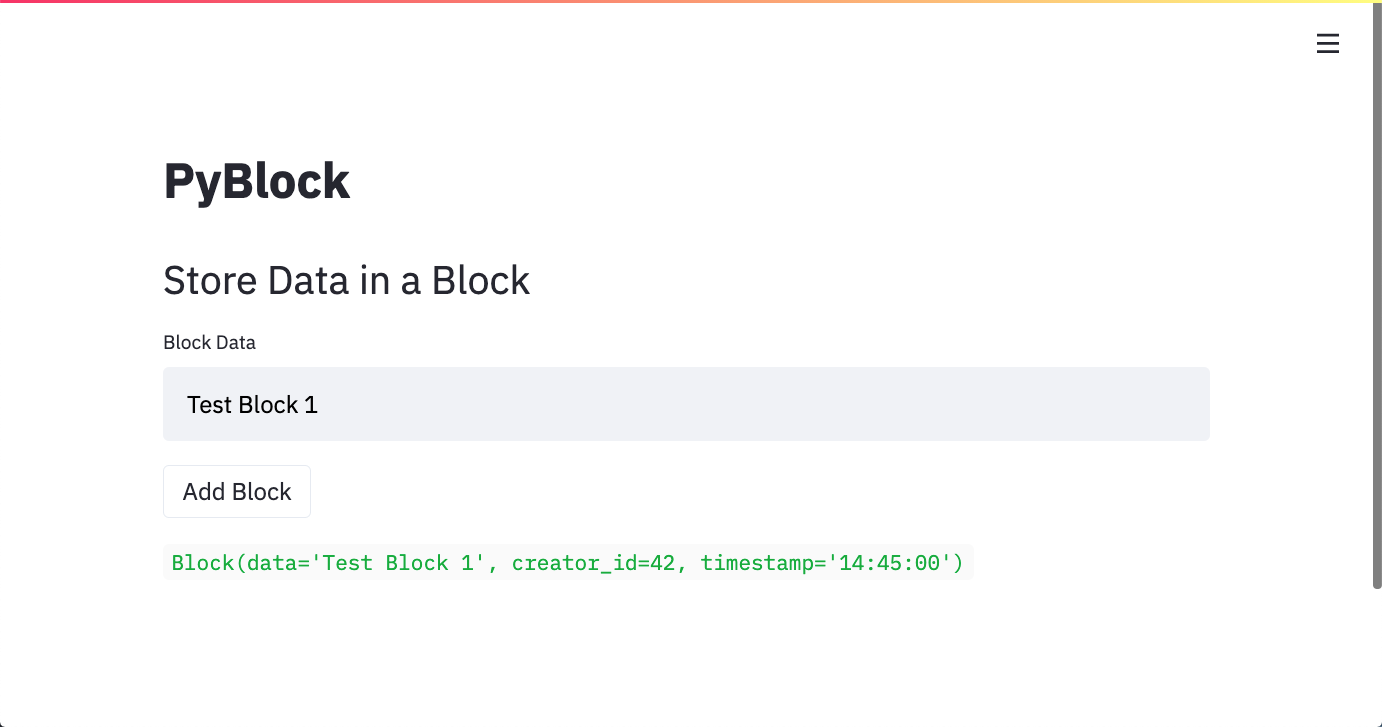 PyBlock
Store Data in a Block
Block Data
Test Block 1
Add Block
Block(data='Test Block 1', creator_id=42, timestamp='14:45:00')